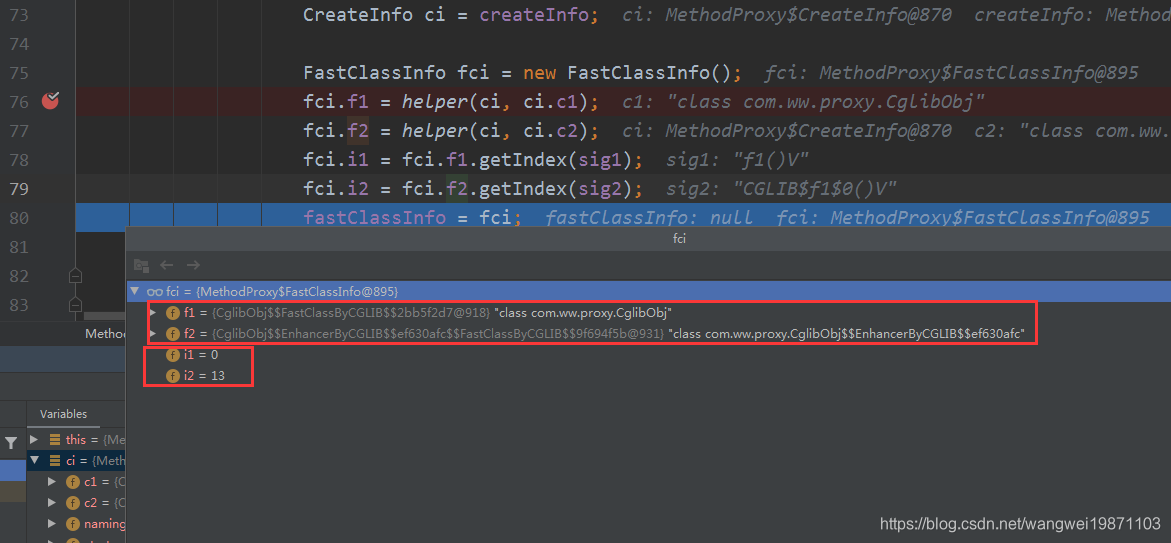 73 CreateInfo ci = createInfo; ci: MethodProxy$CreateInfo@870 createInfo: Met
74
75 FastClassInfo fci = new FastClassInfo(); fci: MethodProxy$FastClassInfo@895
76 fci.f1 = helper(ci, ci.c1); c1: "class com.ww.proxy.CglibObj"
77 fci.f2 = helper(ci, ci.c2); ci: MethodProxy$CreateInfo@870 c2: "class com.ww.
78 fci.i1 = fci.f1.getIndex(sig1); sig1: "f1()V"
79 fci.i2 = fci.f2.getIndex(sig2); sig2: "CGLIB$f1$0()V"
80 fastClassInfo = fci; fastClassInfo: null fci: MethodProxy$FastClassInfo@895
81
fci
82
fci = {MethodProxy$FastClassInfo@895}
83
f1 = {CglibObj$$FastClassByCGLIB$$2bb5f2d7@918} "class com.ww.proxy.CglibObj"
Method
f2 = {CglibObj$$EnhancerByCGLIB$$ef630afc$$FastClassByCGLIB$$9f694f5b@931} "class com.ww.proxy.CglibObj$$EnhancerByCGLIB$$ef630afc"
i1 = 0
i2 = 13
Variables
this = {Me
ci = {Meth
c1 = {C
c2 = {C
naming
https://blog.csdn.net/wangwei19871103